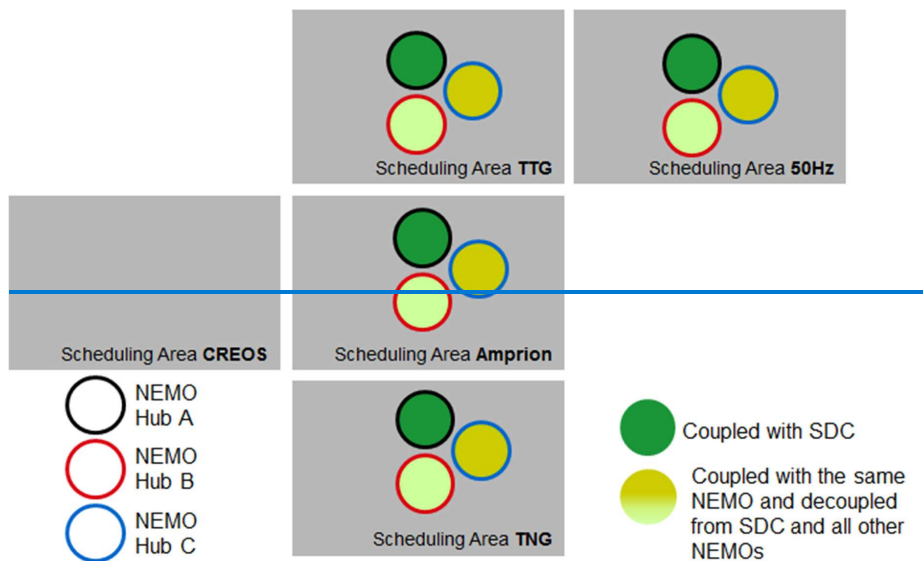 Scheduling Area TTG
Scheduling Area 50Hz
Scheduling Area CREOS
Scheduling Area Amprion
NEMO
Hub A
NEMO
Hub B
NEMO
Hub C
Scheduling Area TNG
Coupled with SDC
Coupled with the same
NEMO and decoupled
from SDC and all other
NEMOs